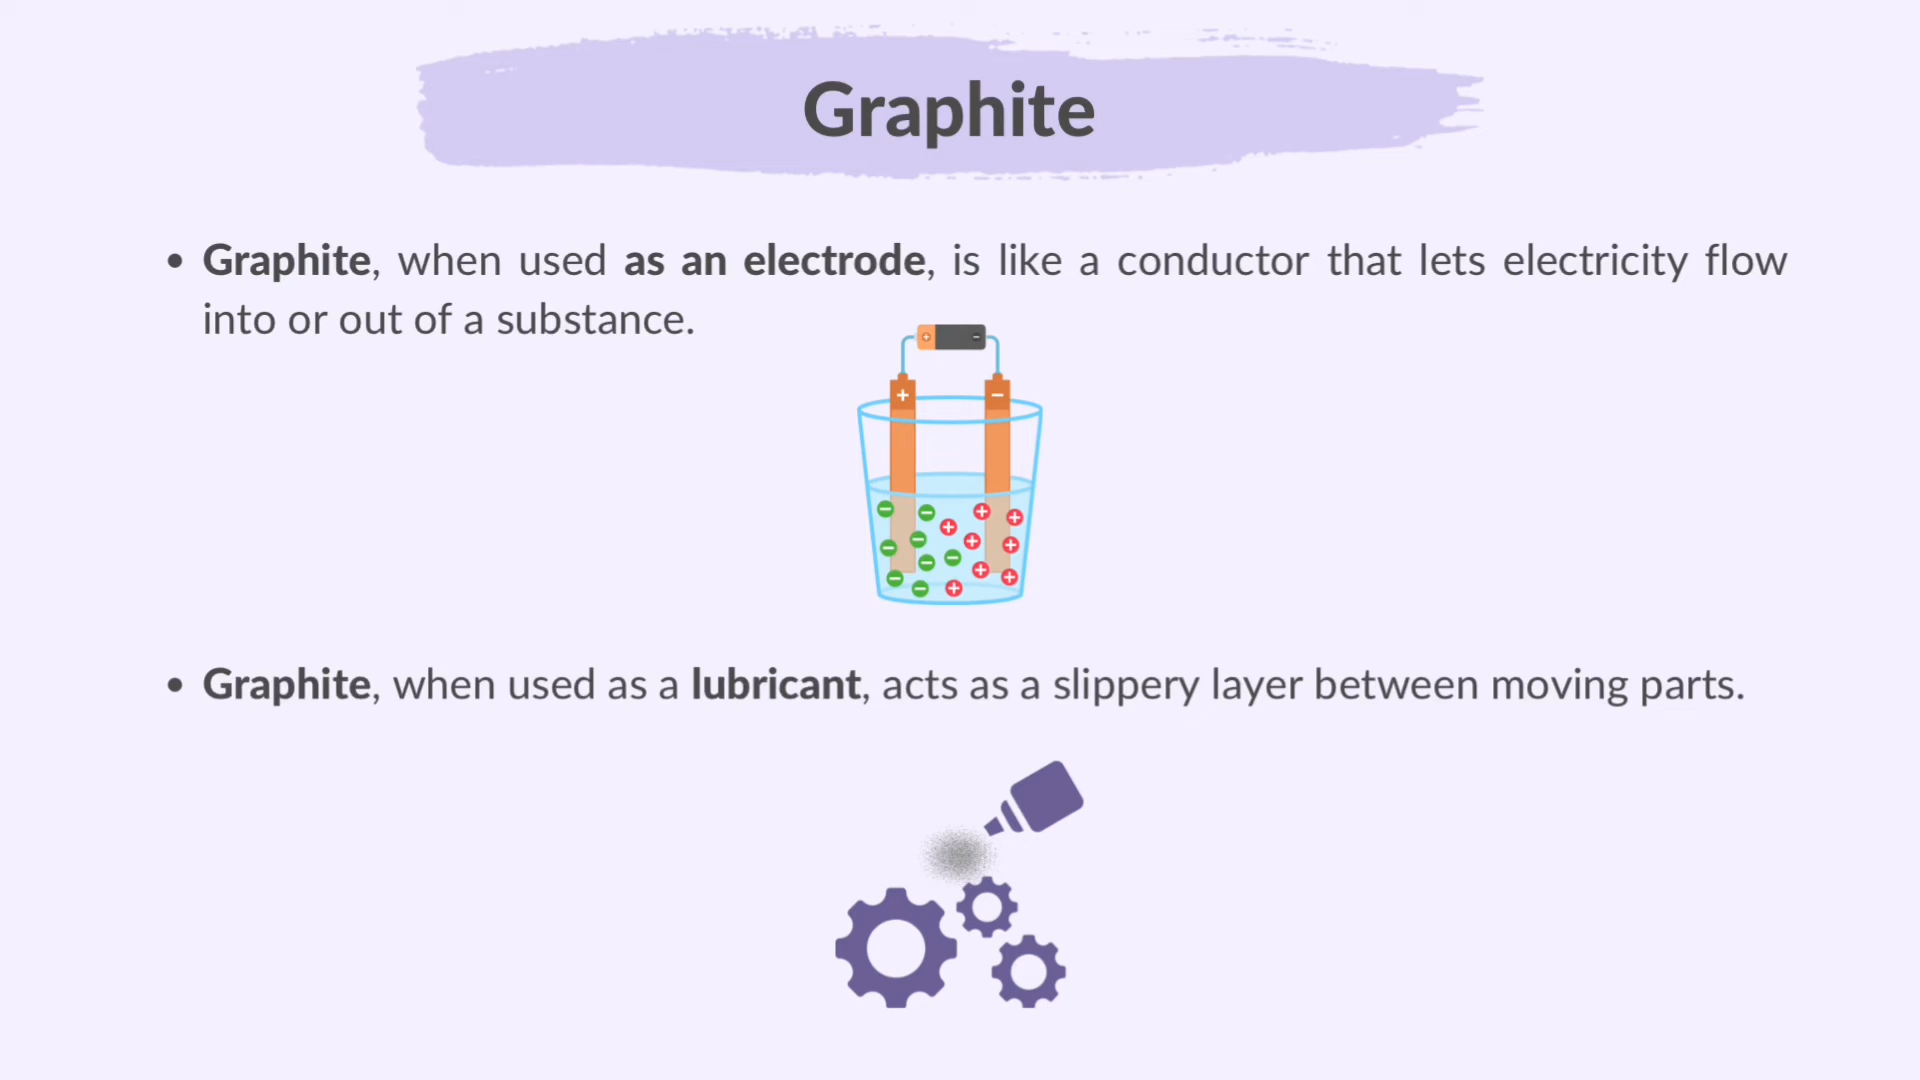 Graphite
• Graphite, when used as an electrode, is like a conductor that lets electricity flow
into or out of a substance.
• Graphite, when used as a lubricant, acts as a slippery layer between moving parts.